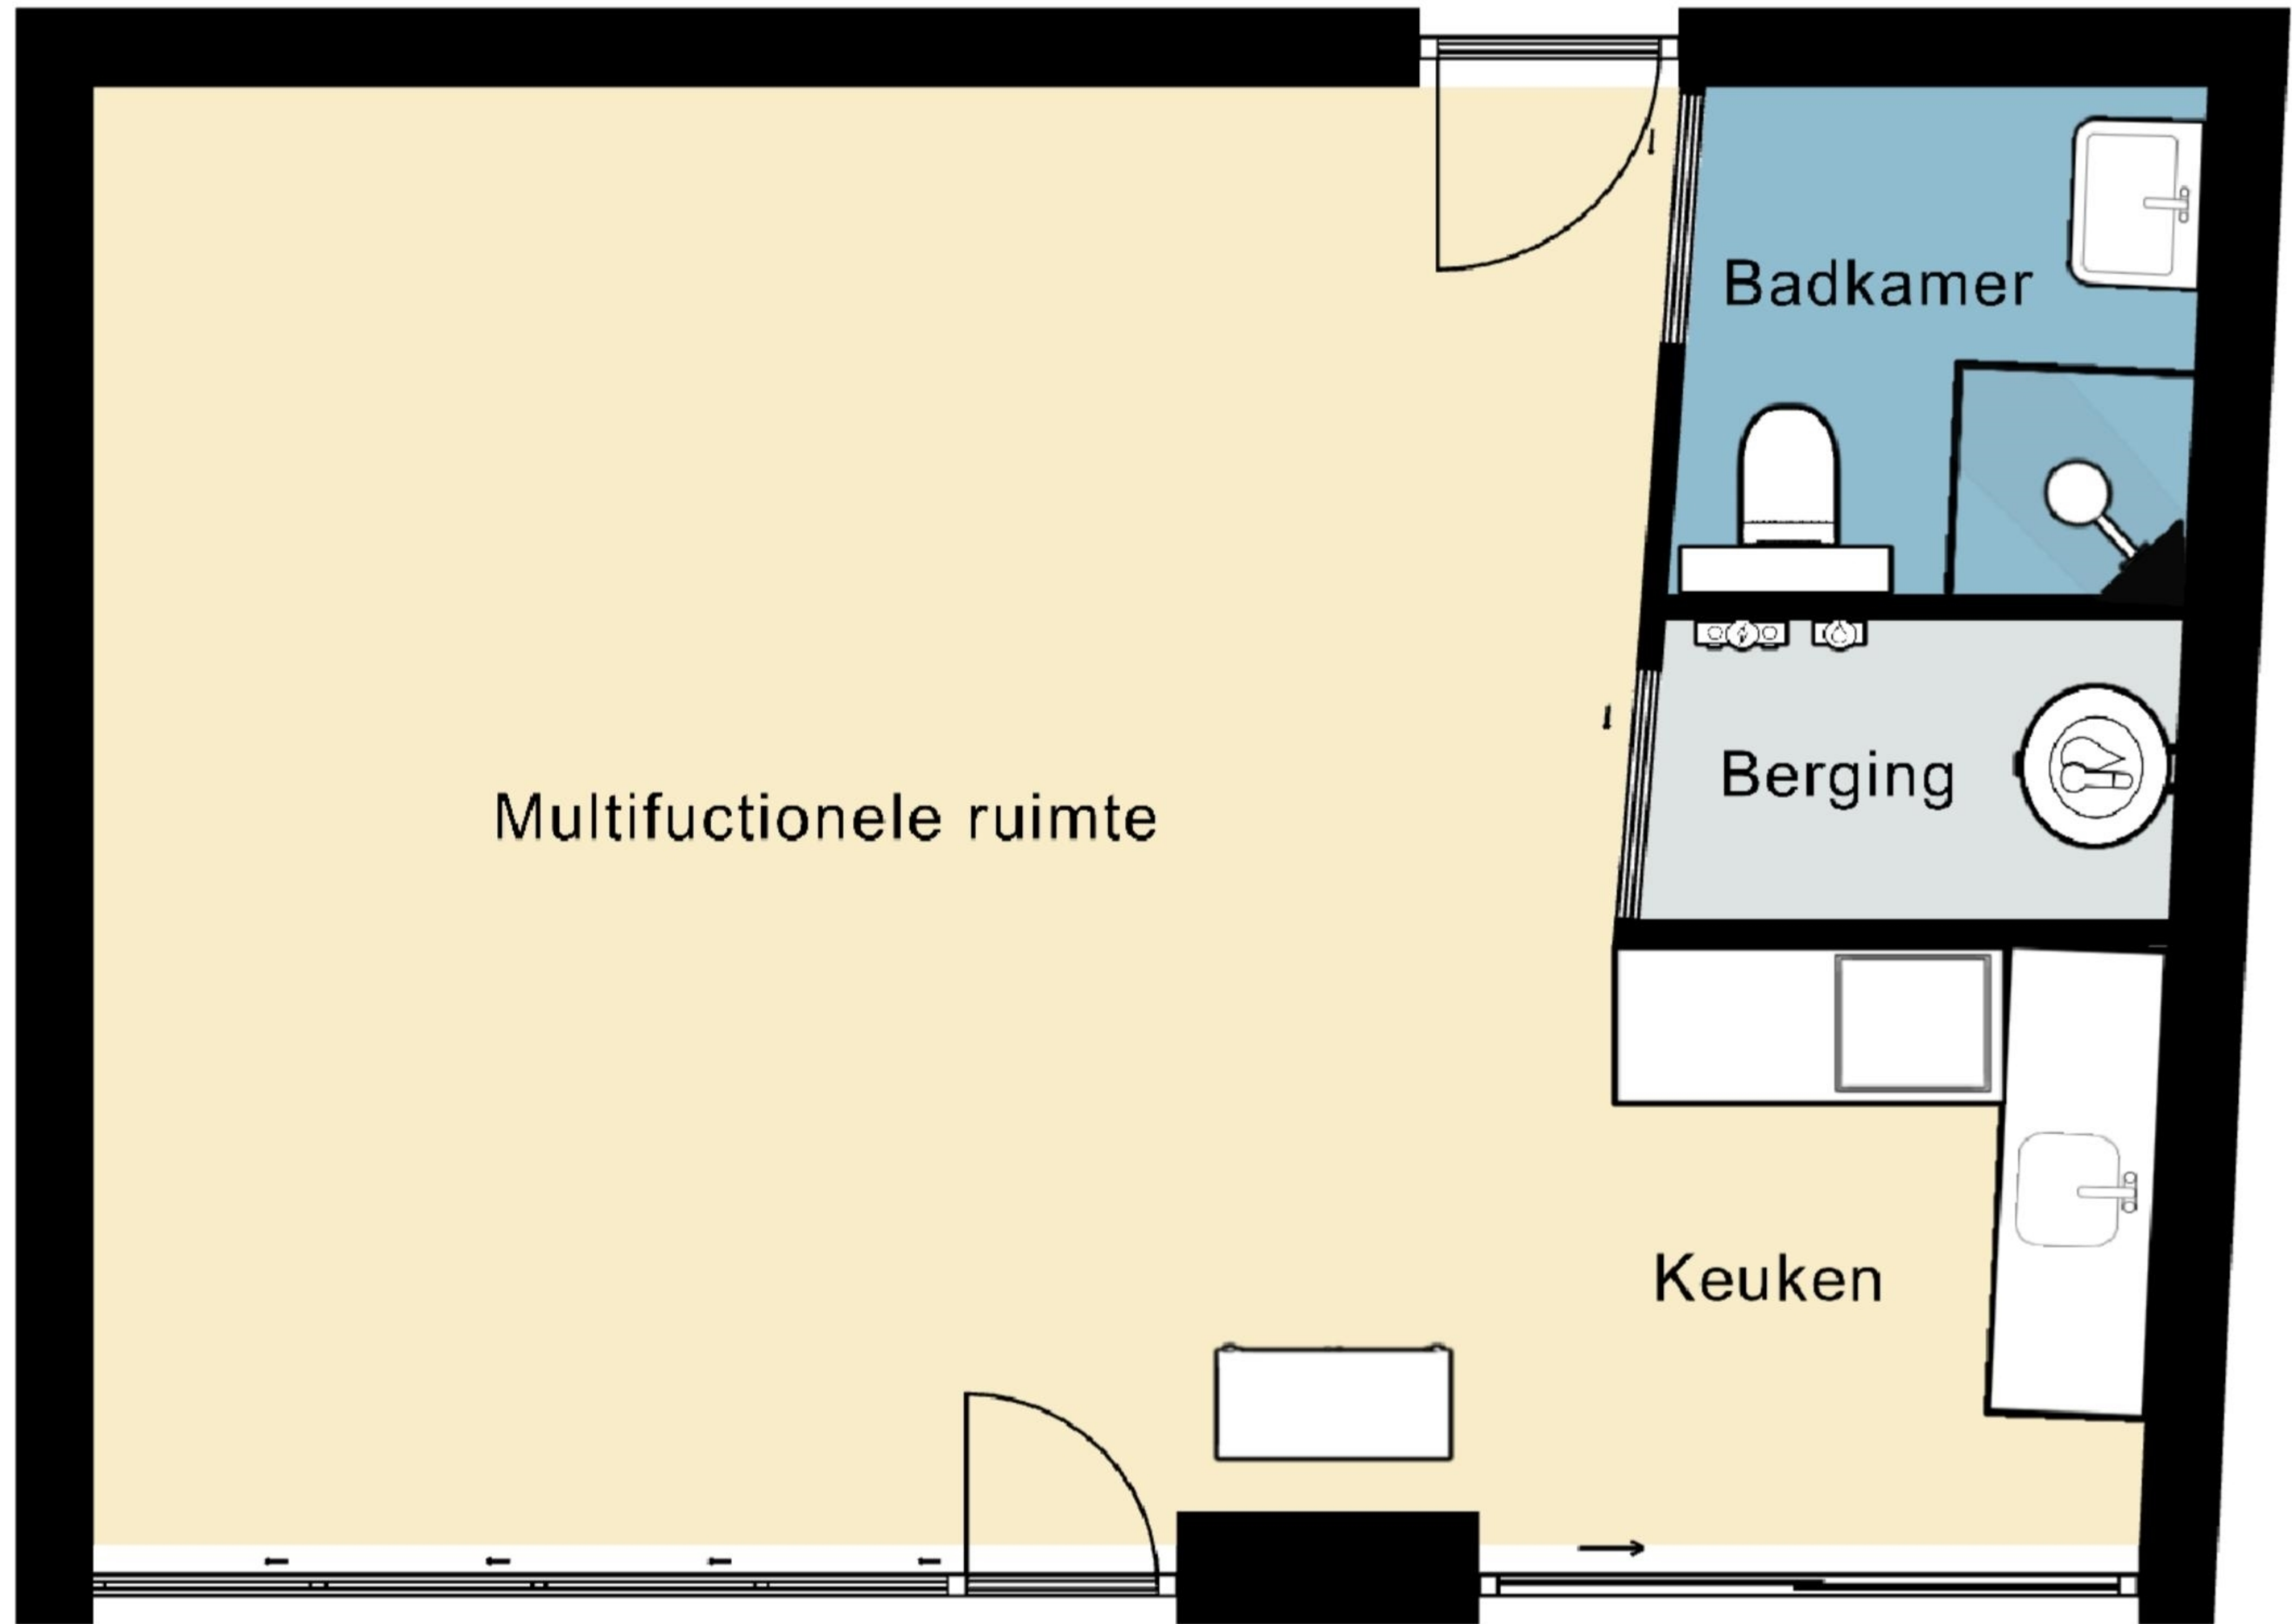 Badkamer
Multifuctionele ruimte
Berging
Keuken